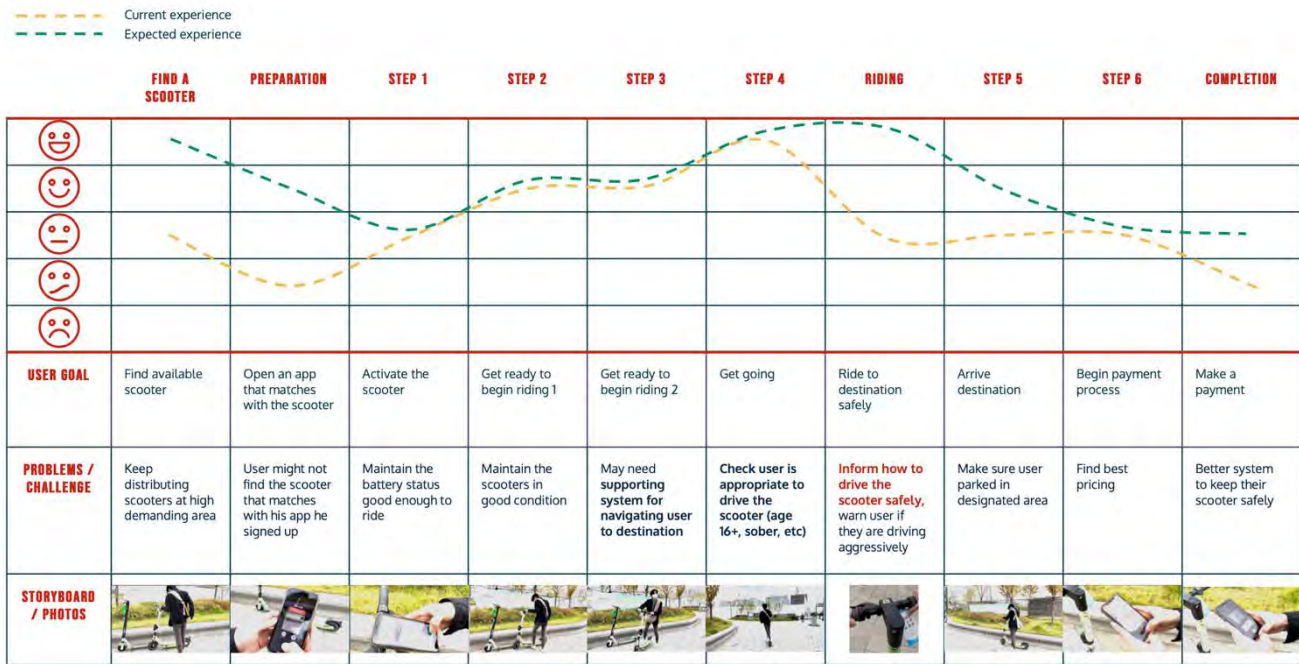 Current experience
Expected experience
FIND A
SCOOTER
PREPARATION
STEP 1
STEP 2
STEP 3
STEP 4
RIDING
STEP 5
STEP 6
COMPLETION
USER GOAL
Find available
scooter
Open an app
that matches
with the scooter
Activate the
scooter
Get ready to
begin riding 1
Get ready to
begin riding 2
Get going
Ride to
destination
safely
Arrive
destination
Begin payment
process
Make a
payment
PROBLEMS /
CHALLENGE
Keep
distributing
scooters at high
demanding area
User might not
find the scooter
that matches
with his app he
signed up
Maintain the
battery status
good enough to
ride
Maintain the
scooters in
good condition
May need
supporting
system for
navigating user
to destination
Check user is
appropriate to
drive the
scooter (age
16+, sober, etc)
Inform how to
drive the
scooter safely,
warn user if
they are driving
aggressively
Make sure user
parked in
designated area
Find best
pricing
Better system
to keep their
scooter safely
STORYBOARD
/ PHOTOS